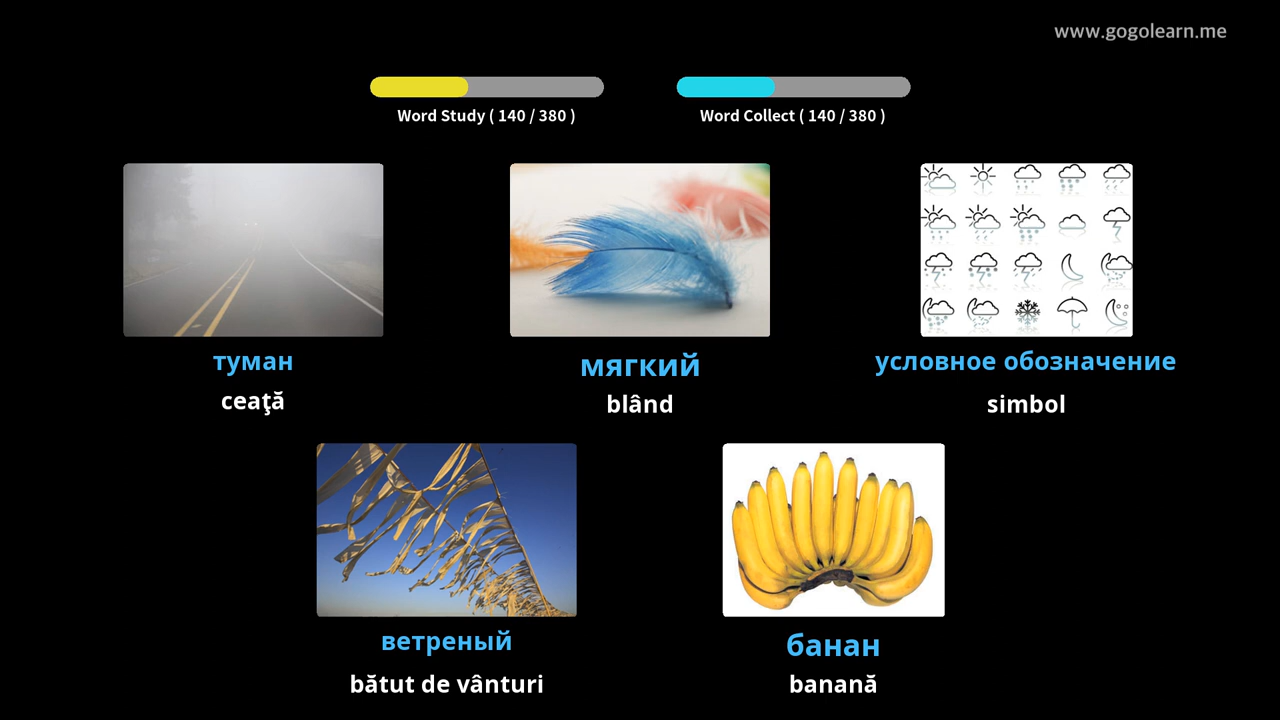 www.gogolearn.me
Word Study ( 140 / 380 )
Word Collect ( 140 / 380 )
туман
мягкий
условное обозначение
ceaţă
blând
simbol
ветреный
банан
bătut de vânturi
banană